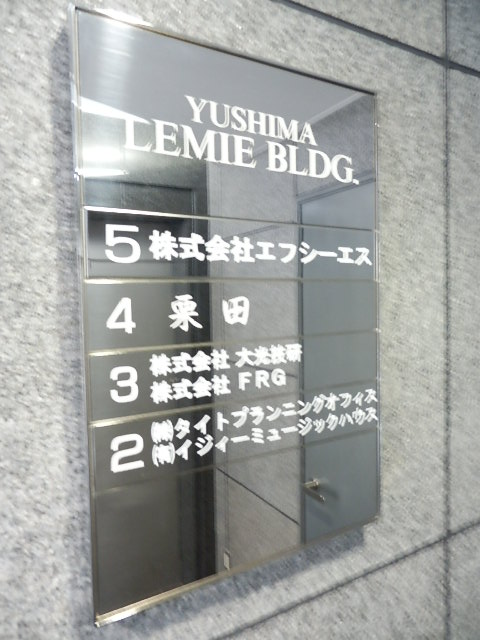 YUSHIMA
LEMIE BLDG.
5 株式会社エフシーエス
4 栗田
3 株式会社 大光技研
株式会社 FRG
2 ㈱タイトプランニングオフィス
㈲イジィーミュージックハウス